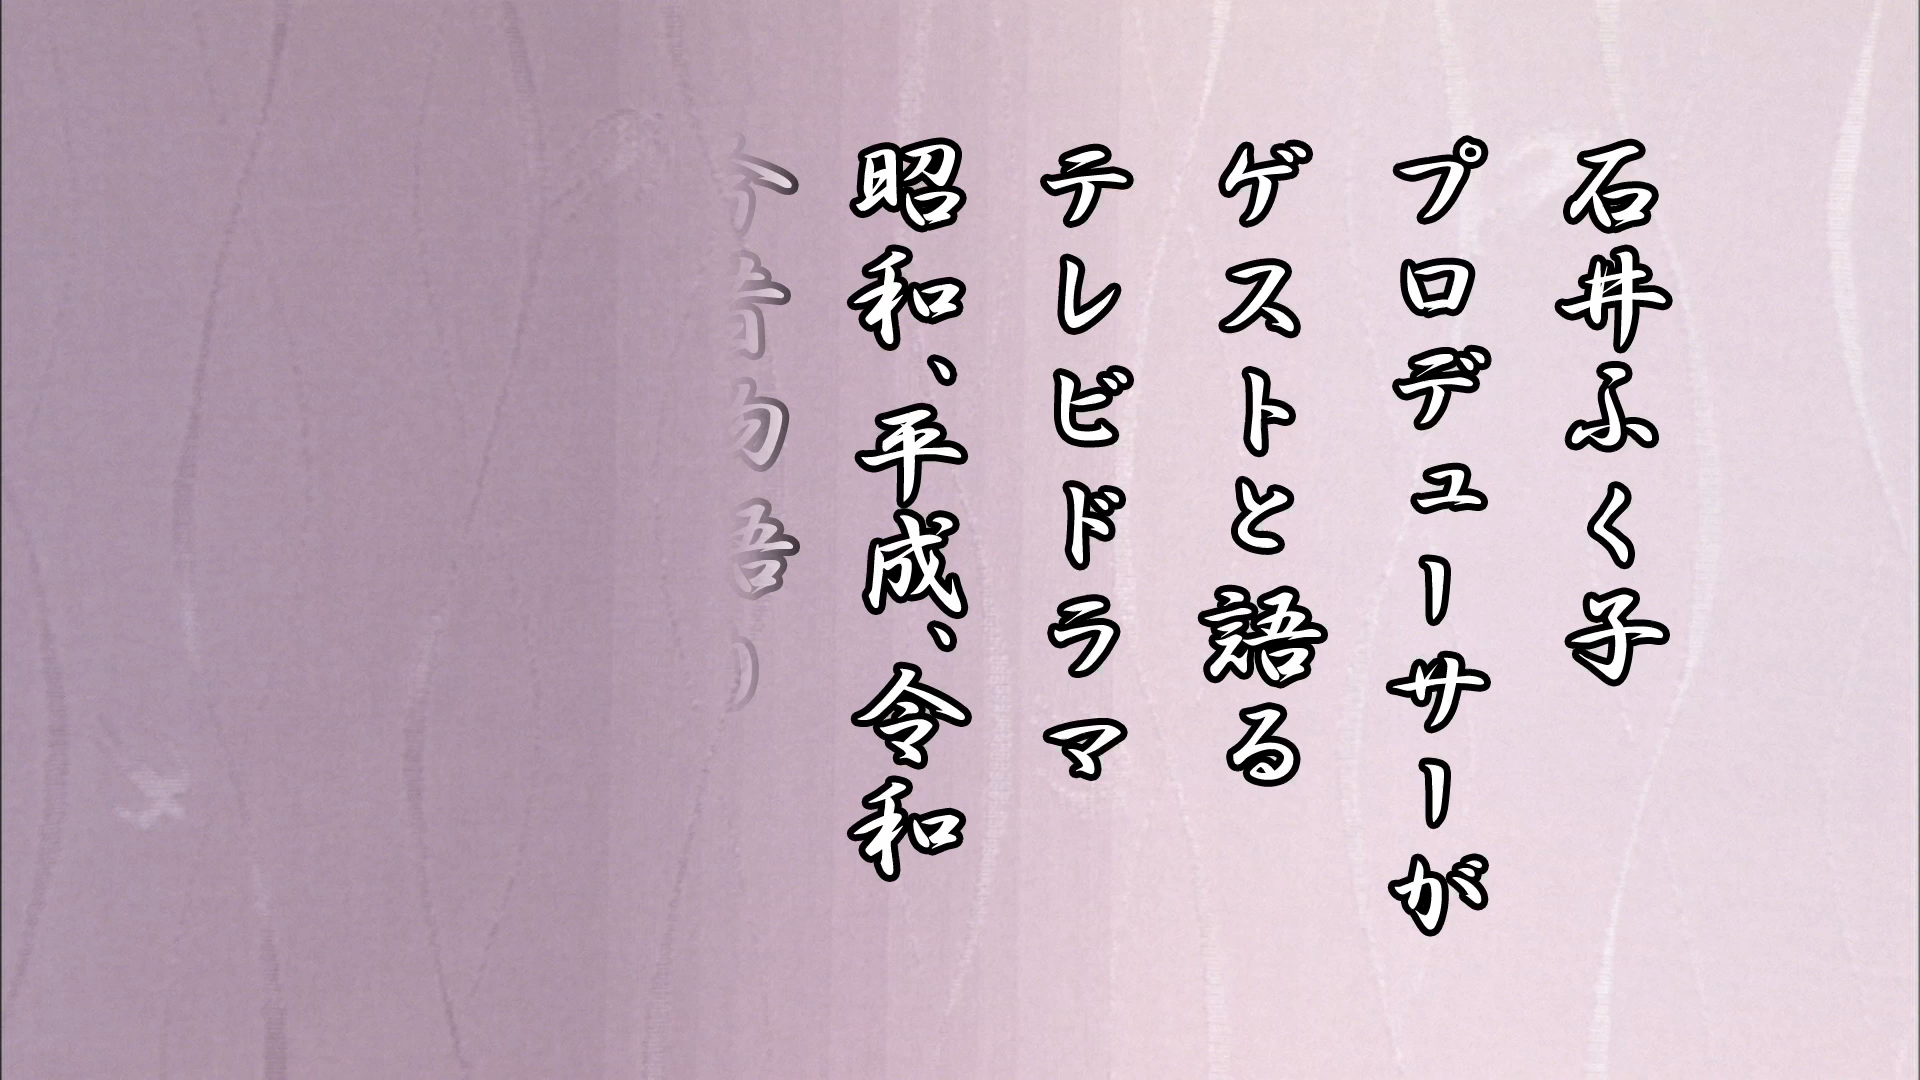 石井ふく子
プロデューサーが
ゲストと語る
テレビドラマ
昭和、平成、令和